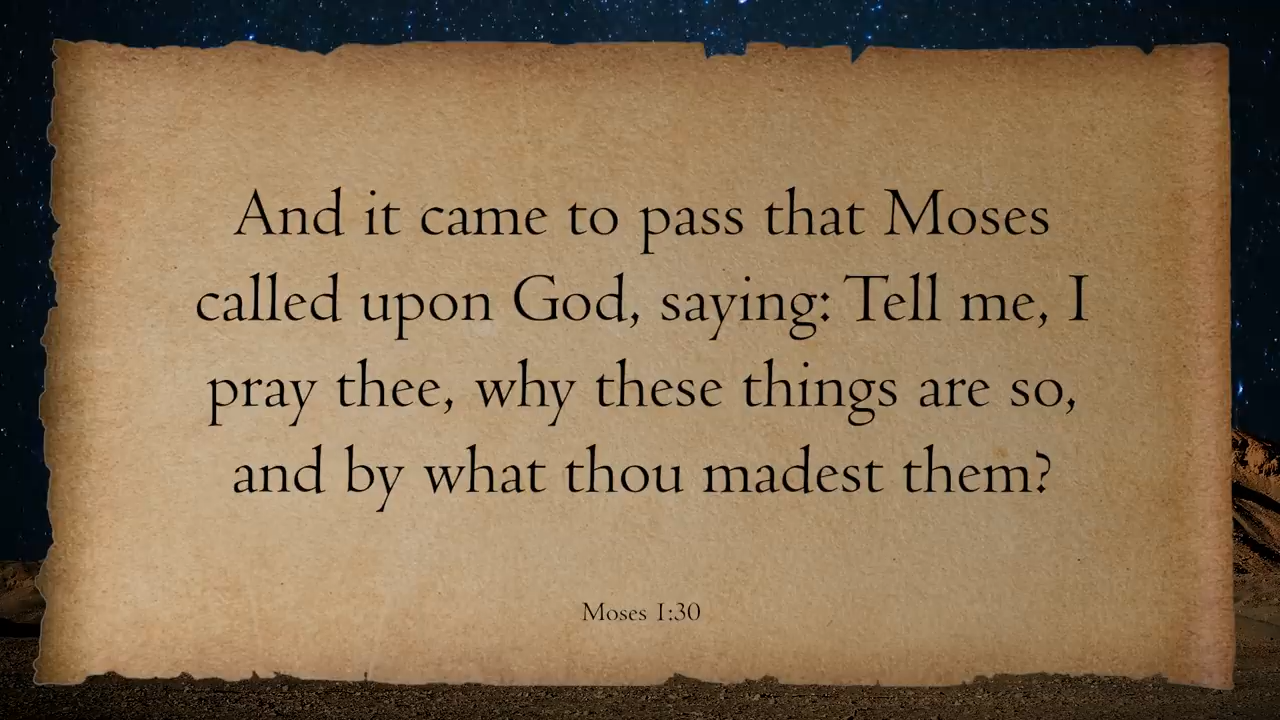 And it came to pass that Moses
called upon God, saying: Tell me, I
pray thee, why these things are so,
and by what thou madest them?
Moses 1:30